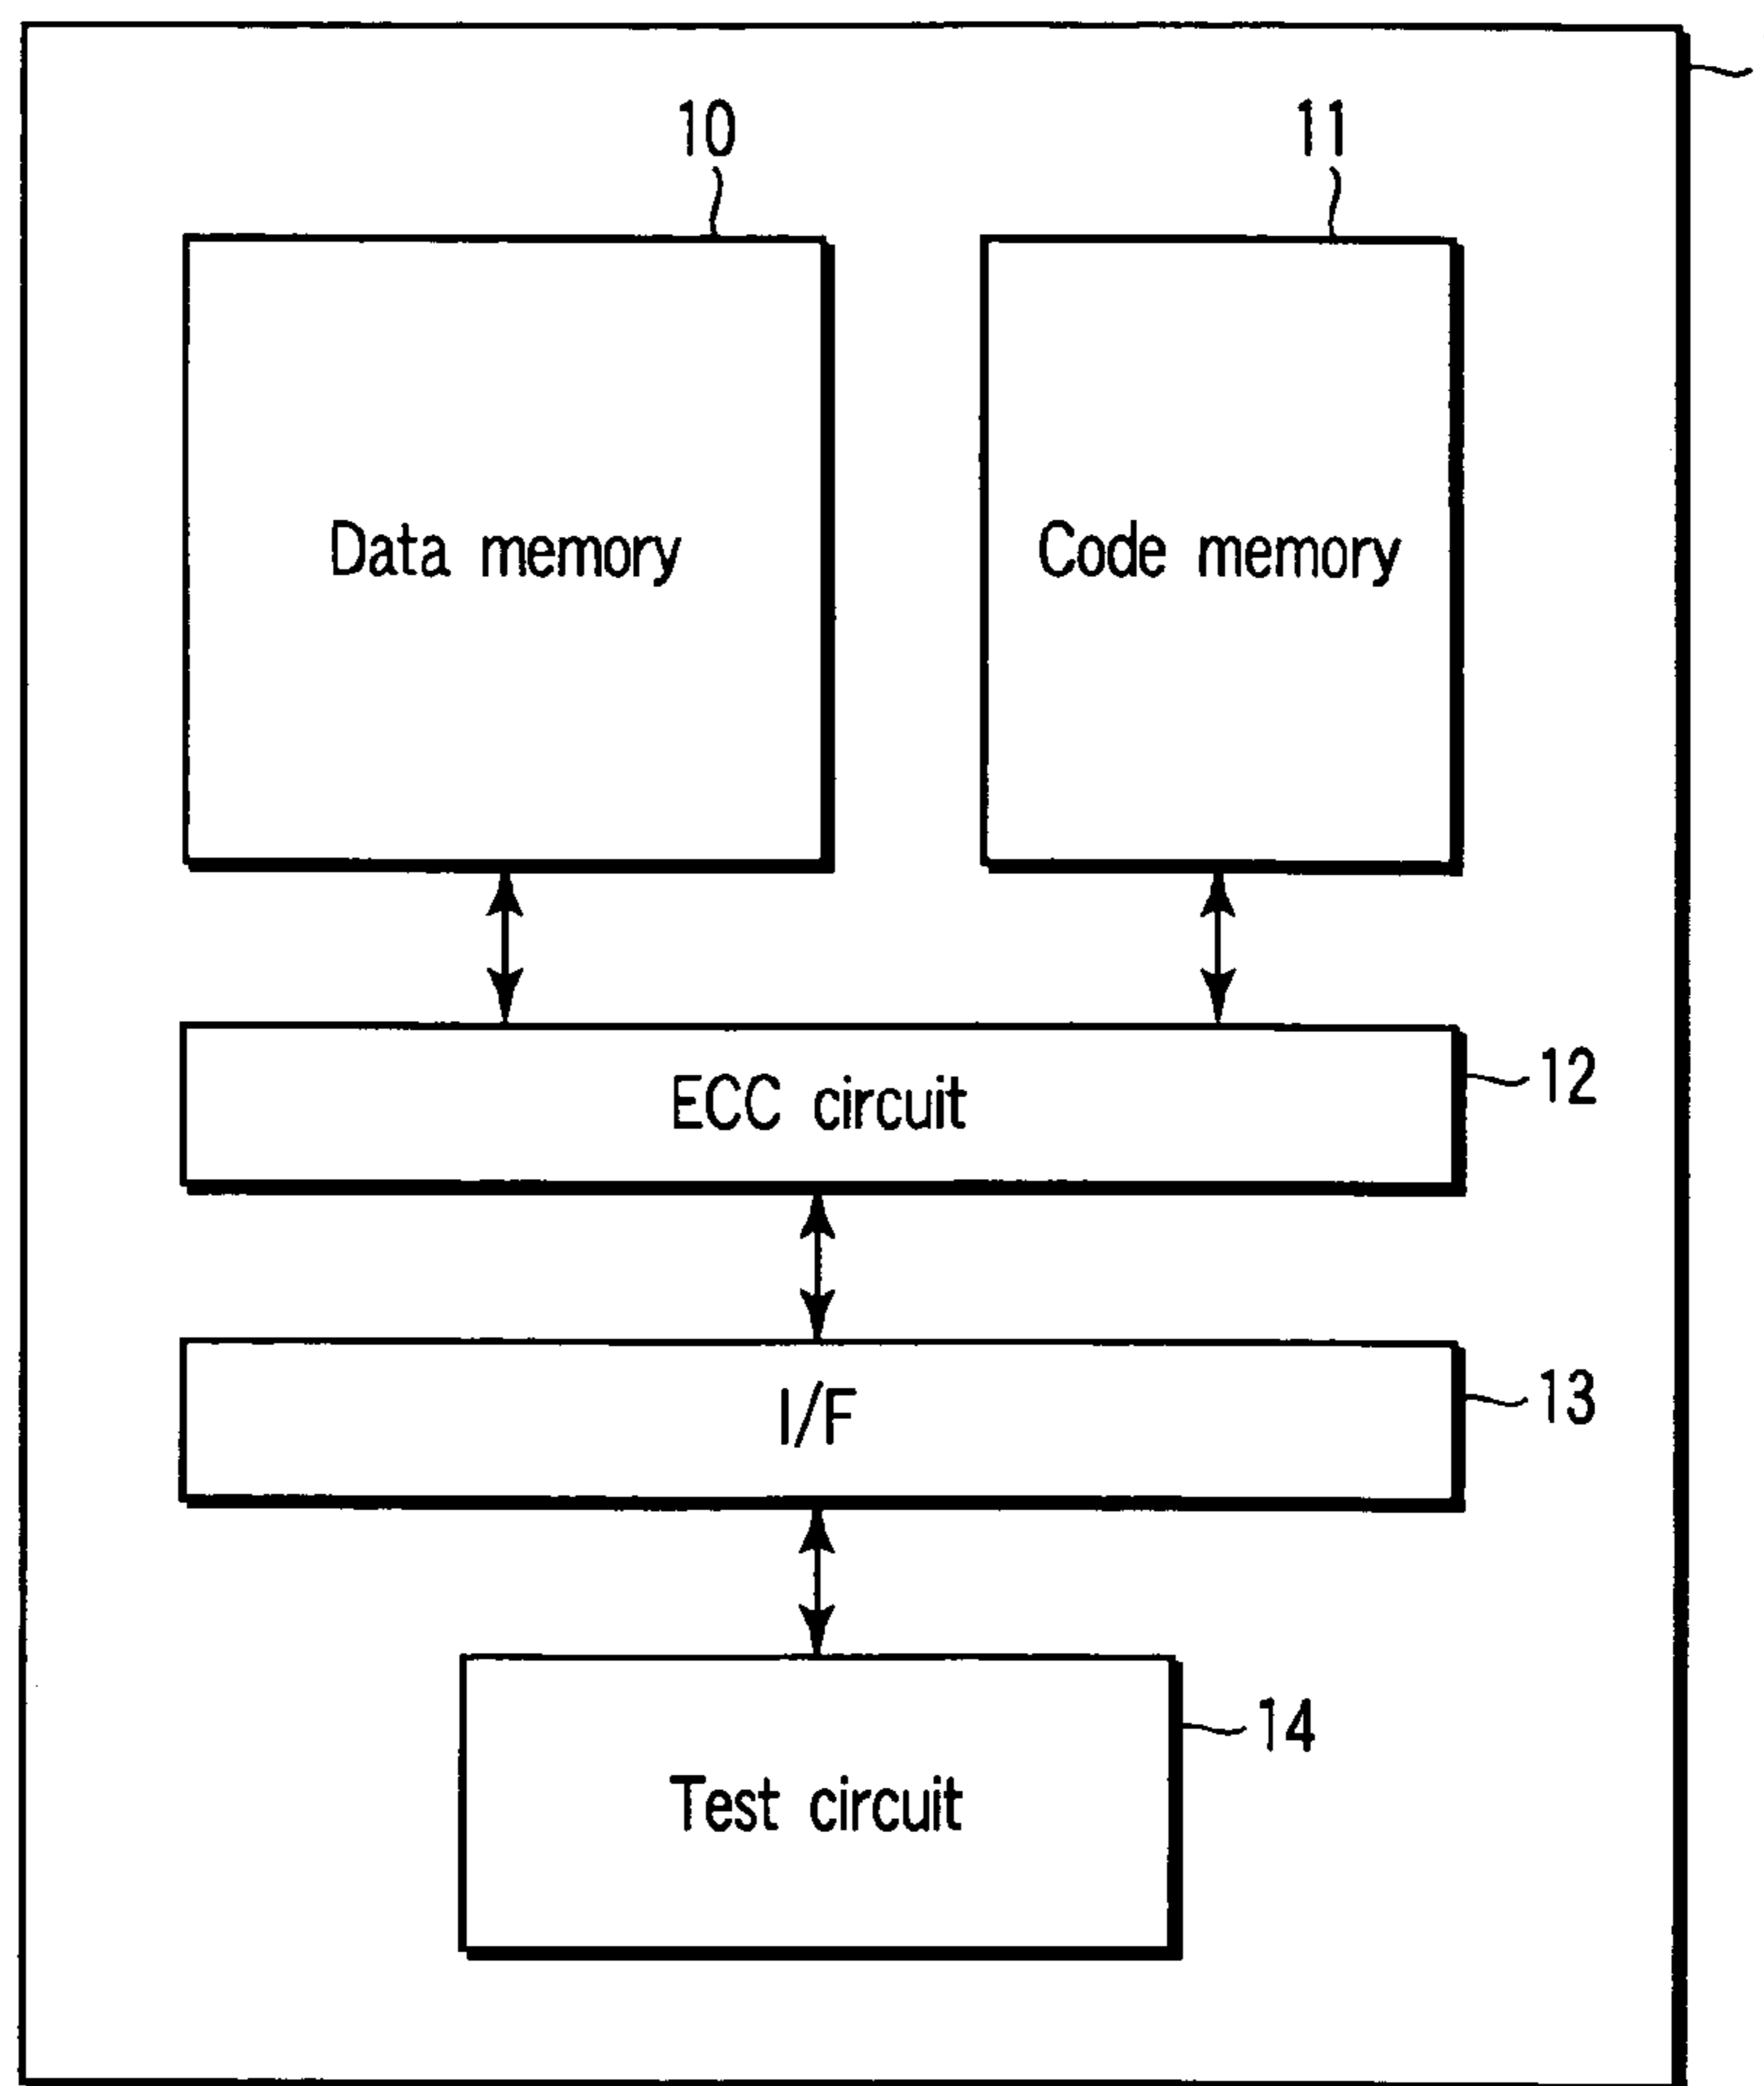 10
11
Data memory
Code memory
ECC circuit
12
I/F
13
14
Test circuit